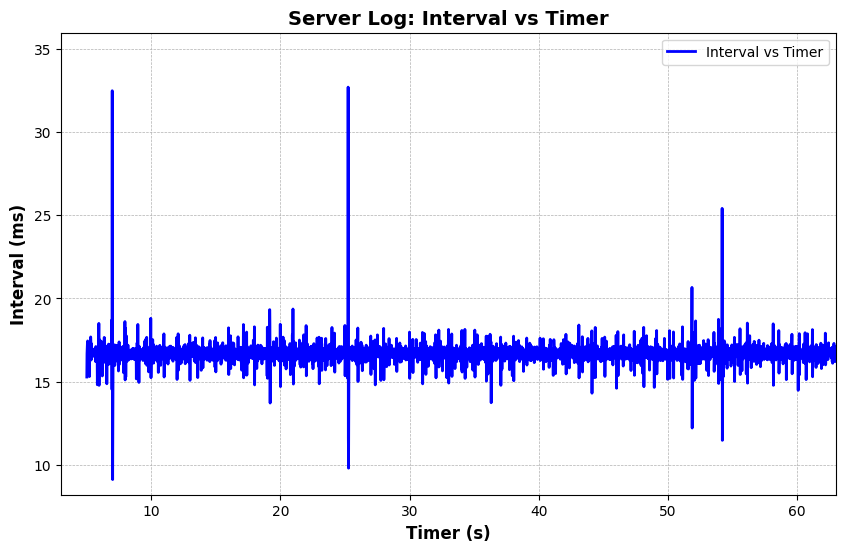 Server Log: Interval vs Timer
Interval vs Timer
35
30
25
20
15
10
Interval (ms)
10 20 30 40 50 60
Timer (s)